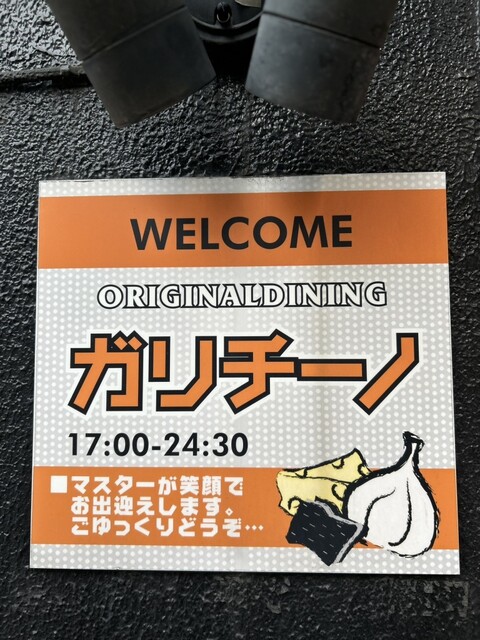 WELCOME
ORIGINALDINING
ガリチーノ
17:00-24:30
■マスターが笑顔で
お出迎えします。
ごゆっくりどうぞ…